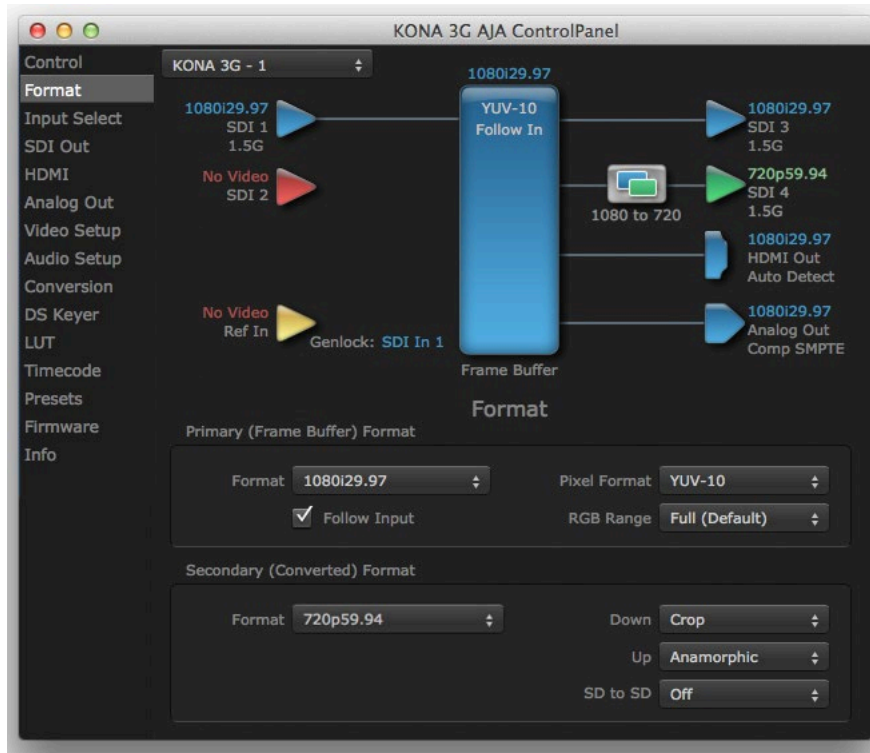 KONA 3G AJA ControlPanel
Control
Format
Input Select
SDI Out
HDMI
Analog Out
Video Setup
Audio Setup
Conversion
DS Keyer
LUT
Timecode
Presets
Firmware
Info
KONA 3G - 1
1080i29.97
SDI 1
1.5G
No Video
SDI 2
No Video
Ref In
Genlock: SDI In 1
1080i29.97
YUV-10
Follow In
Frame Buffer
1080 to 720
1080i29.97
SDI 3
1.5G
720p59.94
SDI 4
1.5G
1080i29.97
HDMI Out
Auto Detect
1080i29.97
Analog Out
Comp SMPTE
Format
Primary (Frame Buffer) Format
Format 1080i29.97
Follow Input
Pixel Format YUV-10
RGB Range Full (Default)
Secondary (Converted) Format
Format 720p59.94
Down Crop
Up Anamorphic
SD to SD Off